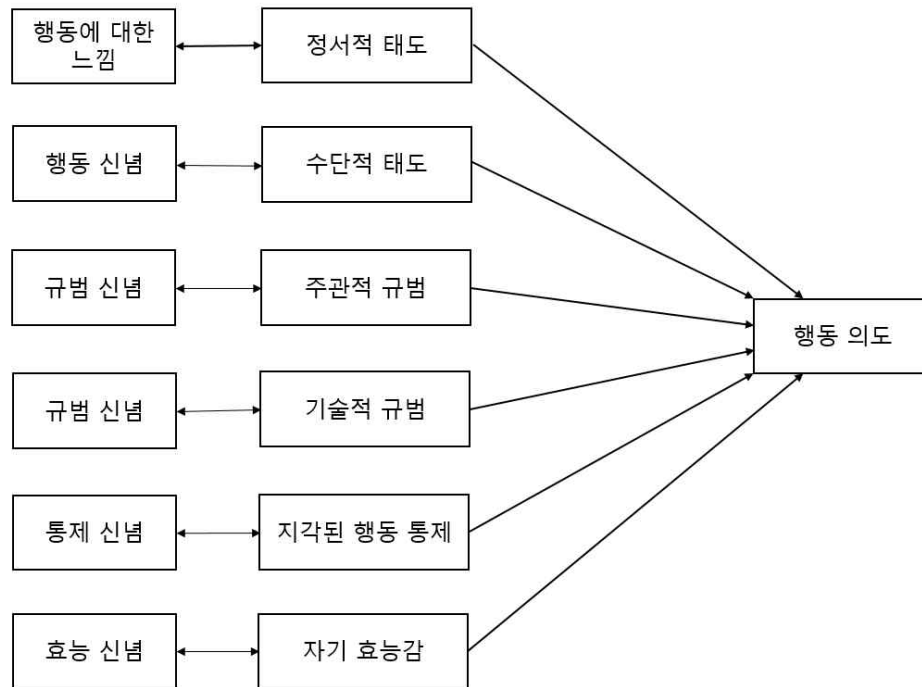 행동에 대한
느낌
정서적 태도
행동 신념
수단적 태도
규범 신념
주관적 규범
행동 의도
규범 신념
기술적 규범
통제 신념
지각된 행동 통제
효능 신념
자기 효능감